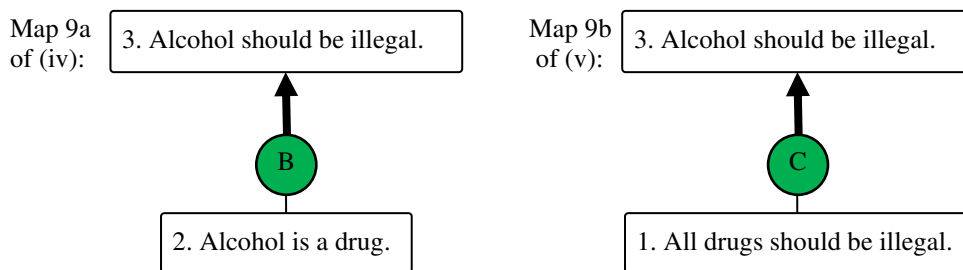 Map 9a
of (iv):
3. Alcohol should be illegal.
B
2. Alcohol is a drug.
Map 9b
of (v):
3. Alcohol should be illegal.
C
1. All drugs should be illegal.